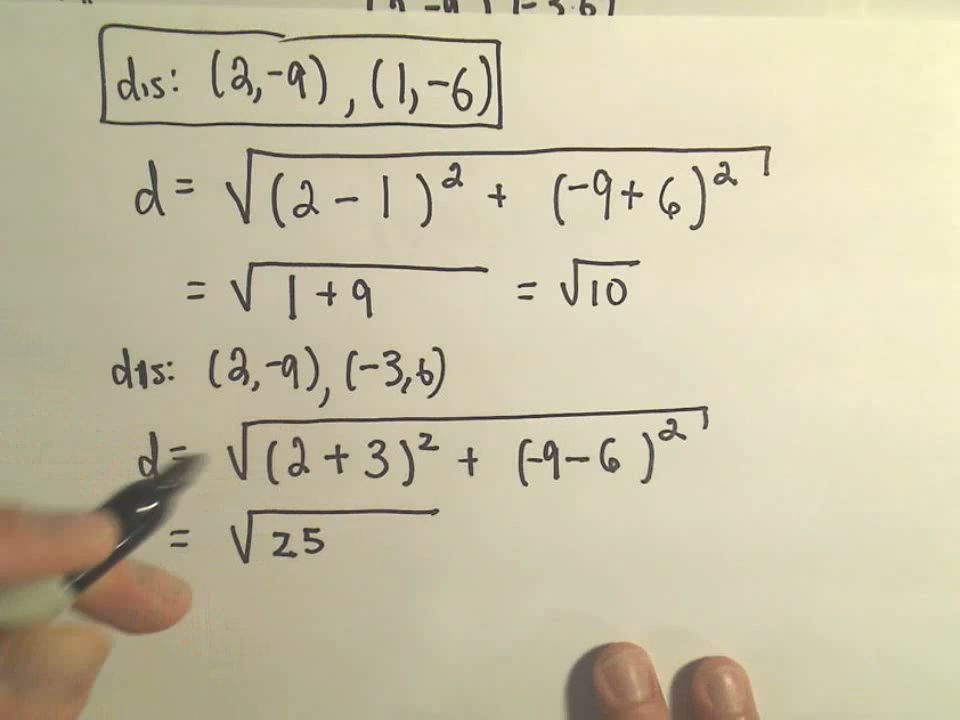 dis: (2,-9), (1,-6)
d = √(2-1)² + (-9+6)²
= √1+9 = √10
dis: (2,-9), (-3,6)
d = √(2+3)² + (-9-6)²
= √25